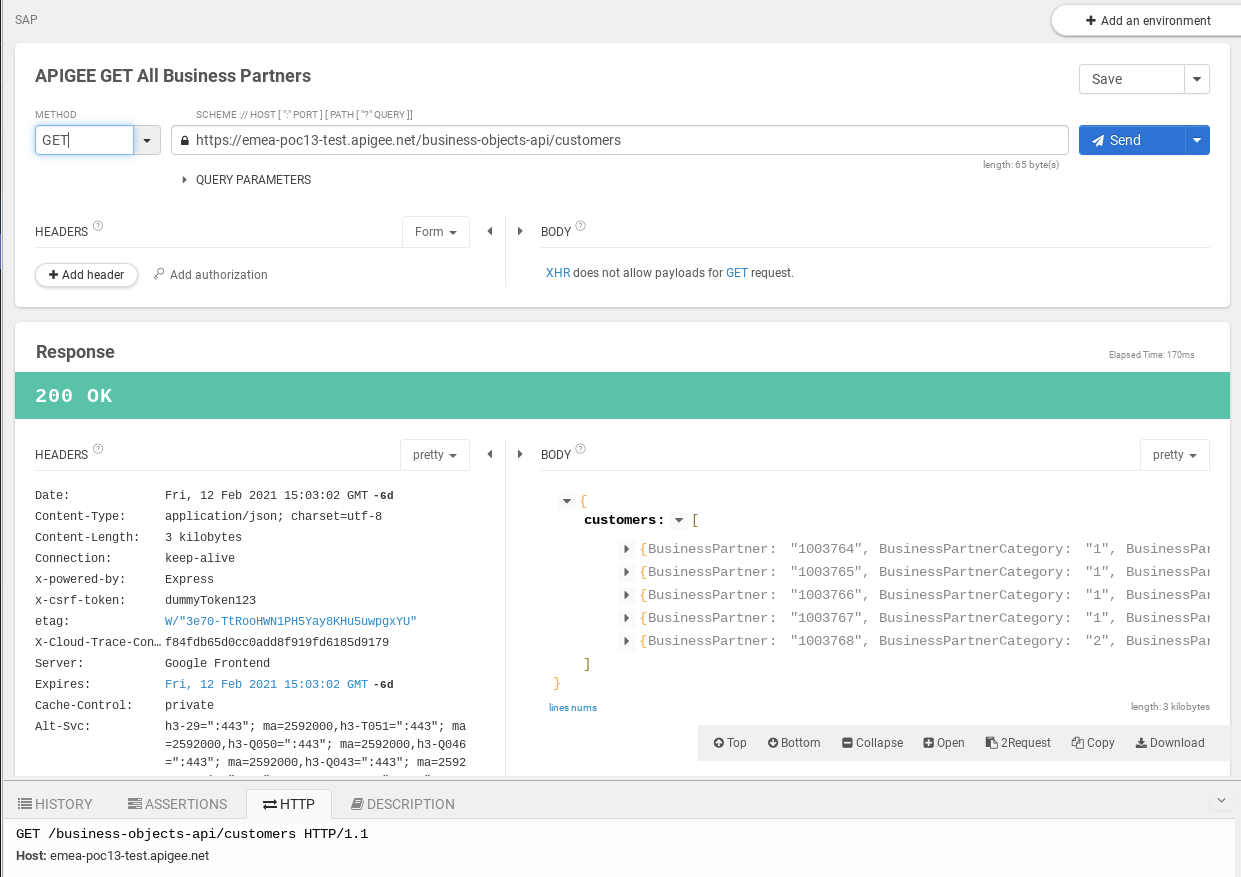 SAP
Add an environment
APIGEE GET All Business Partners
Save
METHOD
SCHEME :// HOST [ ":" PORT ] [ PATH [ "?" QUERY ]]
GET
https://emea-poc13-test.apigee.net/business-objects-api/customers
Send
length: 65 byte(s)
QUERY PARAMETERS
HEADERS ?
Form
BODY ?
Add header
Add authorization
XHR does not allow payloads for GET request.
Response
Elapsed Time: 170ms
200 OK
HEADERS ?
pretty
BODY ?
pretty
Date: Fri, 12 Feb 2021 15:03:02 GMT -6d
Content-Type: application/json; charset=utf-8
Content-Length: 3 kilobytes
Connection: keep-alive
x-powered-by: Express
x-csrf-token: dummyToken123
etag: W/"3e70-TtRooHWN1PH5Yay8KHu5uwpgxYU"
X-Cloud-Trace-Con… f84fdb65d0cc0add8f919fd6185d9179
Server: Google Frontend
Expires: Fri, 12 Feb 2021 15:03:02 GMT -6d
Cache-Control: private
Alt-Svc: h3-29=":443"; ma=2592000,h3-T051=":443"; ma
=2592000,h3-Q050=":443"; ma=2592000,h3-Q046
=":443"; ma=2592000,h3-Q043=":443"; ma=2592
{
customers: [
{BusinessPartner: "1003764", BusinessPartnerCategory: "1", BusinessPar
{BusinessPartner: "1003765", BusinessPartnerCategory: "1", BusinessPar
{BusinessPartner: "1003766", BusinessPartnerCategory: "1", BusinessPar
{BusinessPartner: "1003767", BusinessPartnerCategory: "1", BusinessPar
{BusinessPartner: "1003768", BusinessPartnerCategory: "2", BusinessPar
]
}
lines nums
length: 3 kilobytes
Top Bottom Collapse Open 2Request Copy Download
HISTORY ASSERTIONS HTTP DESCRIPTION
GET /business-objects-api/customers HTTP/1.1
Host: emea-poc13-test.apigee.net